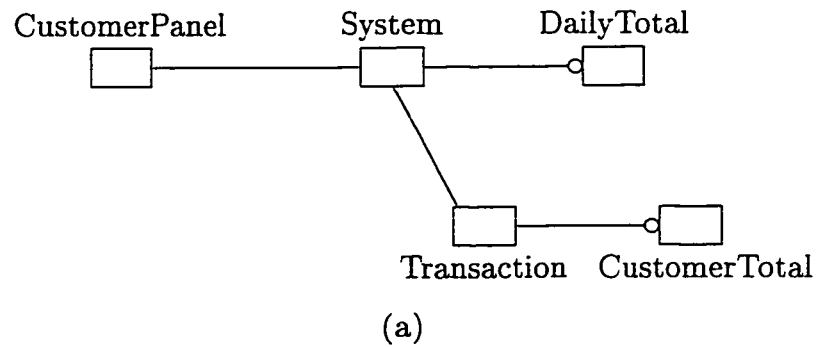 CustomerPanel
System
DailyTotal
Transaction
CustomerTotal
(a)